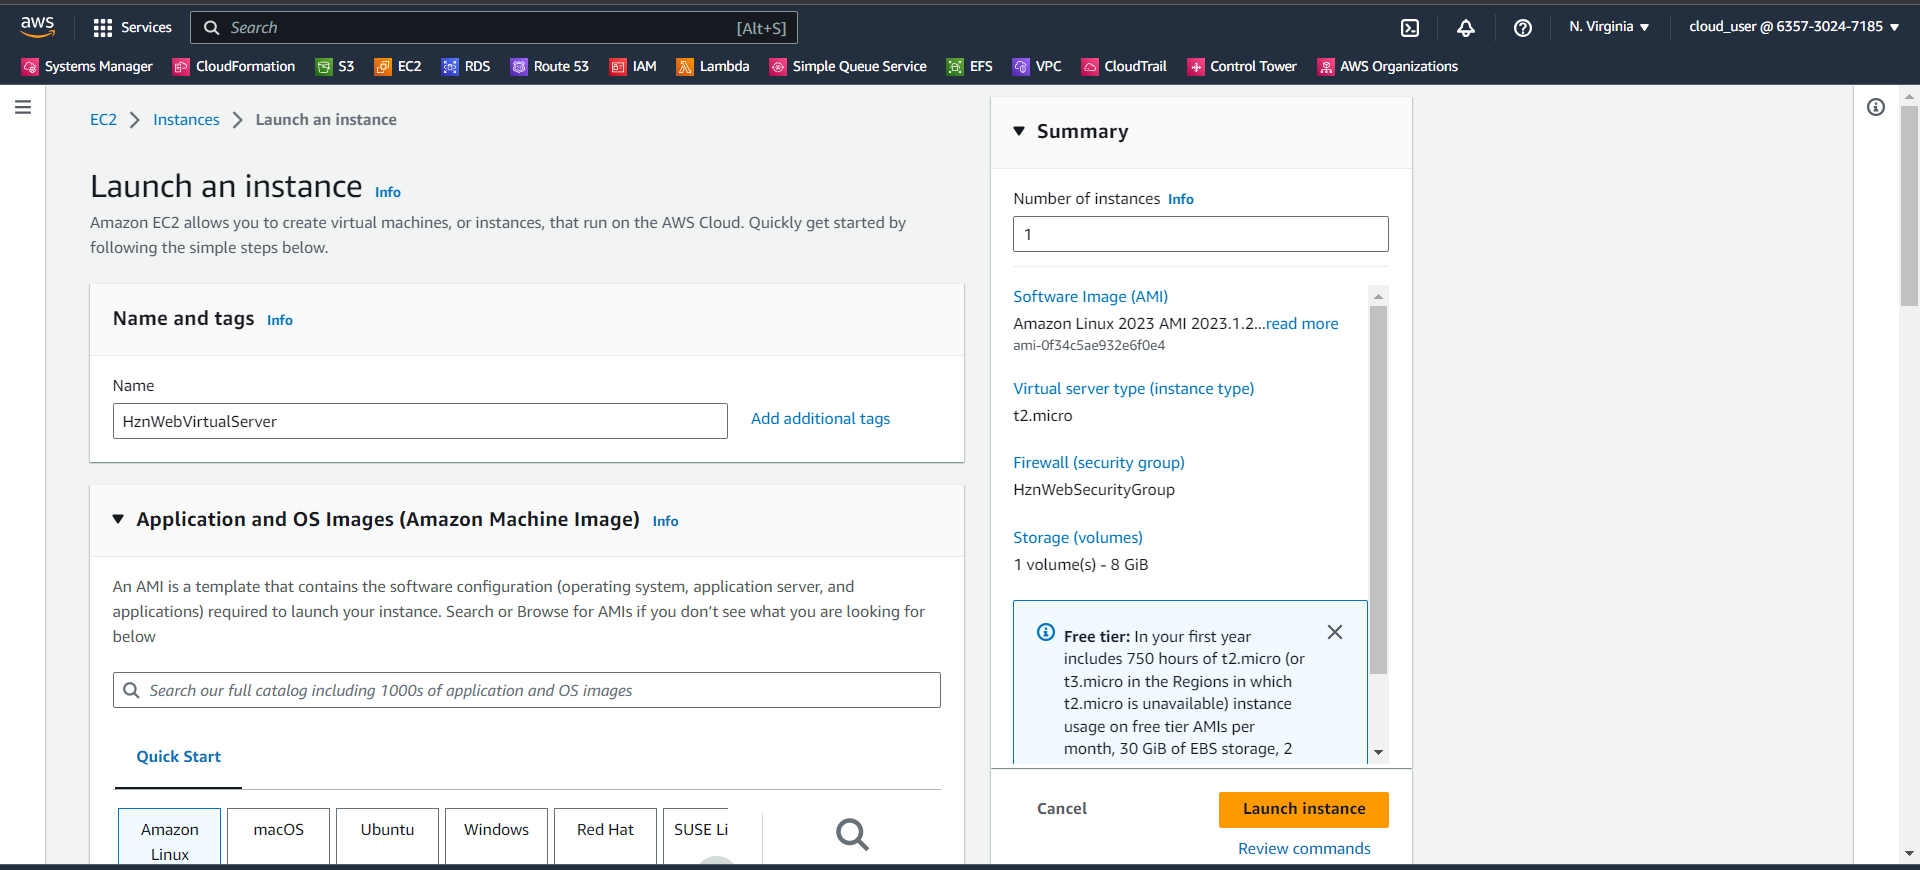 aws
Services
Search
[Alt+S]
N. Virginia
cloud_user @ 6357-3024-7185
Systems Manager
CloudFormation
S3
EC2
RDS
Route 53
IAM
Lambda
Simple Queue Service
EFS
VPC
CloudTrail
Control Tower
AWS Organizations
EC2
Instances
Launch an instance
Launch an instance Info
Amazon EC2 allows you to create virtual machines, or instances, that run on the AWS Cloud. Quickly get started by
following the simple steps below.
Name and tags Info
Name
HznWebVirtualServer
Add additional tags
Application and OS Images (Amazon Machine Image) Info
An AMI is a template that contains the software configuration (operating system, application server, and
applications) required to launch your instance. Search or Browse for AMIs if you don’t see what you are looking for
below
Search our full catalog including 1000s of application and OS images
Quick Start
Amazon
Linux
macOS
Ubuntu
Windows
Red Hat
SUSE Li
Summary
Number of instances Info
1
Software Image (AMI)
Amazon Linux 2023 AMI 2023.1.2...read more
ami-0f34c5ae932e6f0e4
Virtual server type (instance type)
t2.micro
Firewall (security group)
HznWebSecurityGroup
Storage (volumes)
1 volume(s) - 8 GiB
Free tier: In your first year
includes 750 hours of t2.micro (or
t3.micro in the Regions in which
t2.micro is unavailable) instance
usage on free tier AMIs per
month, 30 GiB of EBS storage, 2
Cancel
Launch instance
Review commands